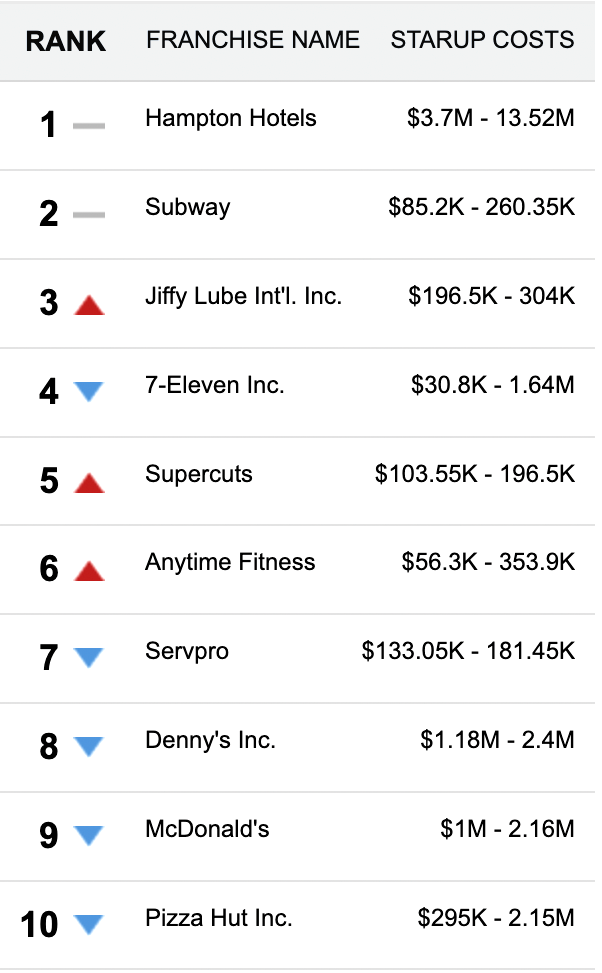 RANK FRANCHISE NAME STARUP COSTS
1 Hampton Hotels $3.7M - 13.52M
2 Subway $85.2K - 260.35K
3 Jiffy Lube Int'l. Inc. $196.5K - 304K
4 7-Eleven Inc. $30.8K - 1.64M
5 Supercuts $103.55K - 196.5K
6 Anytime Fitness $56.3K - 353.9K
7 Servpro $133.05K - 181.45K
8 Denny's Inc. $1.18M - 2.4M
9 McDonald's $1M - 2.16M
10 Pizza Hut Inc. $295K - 2.15M